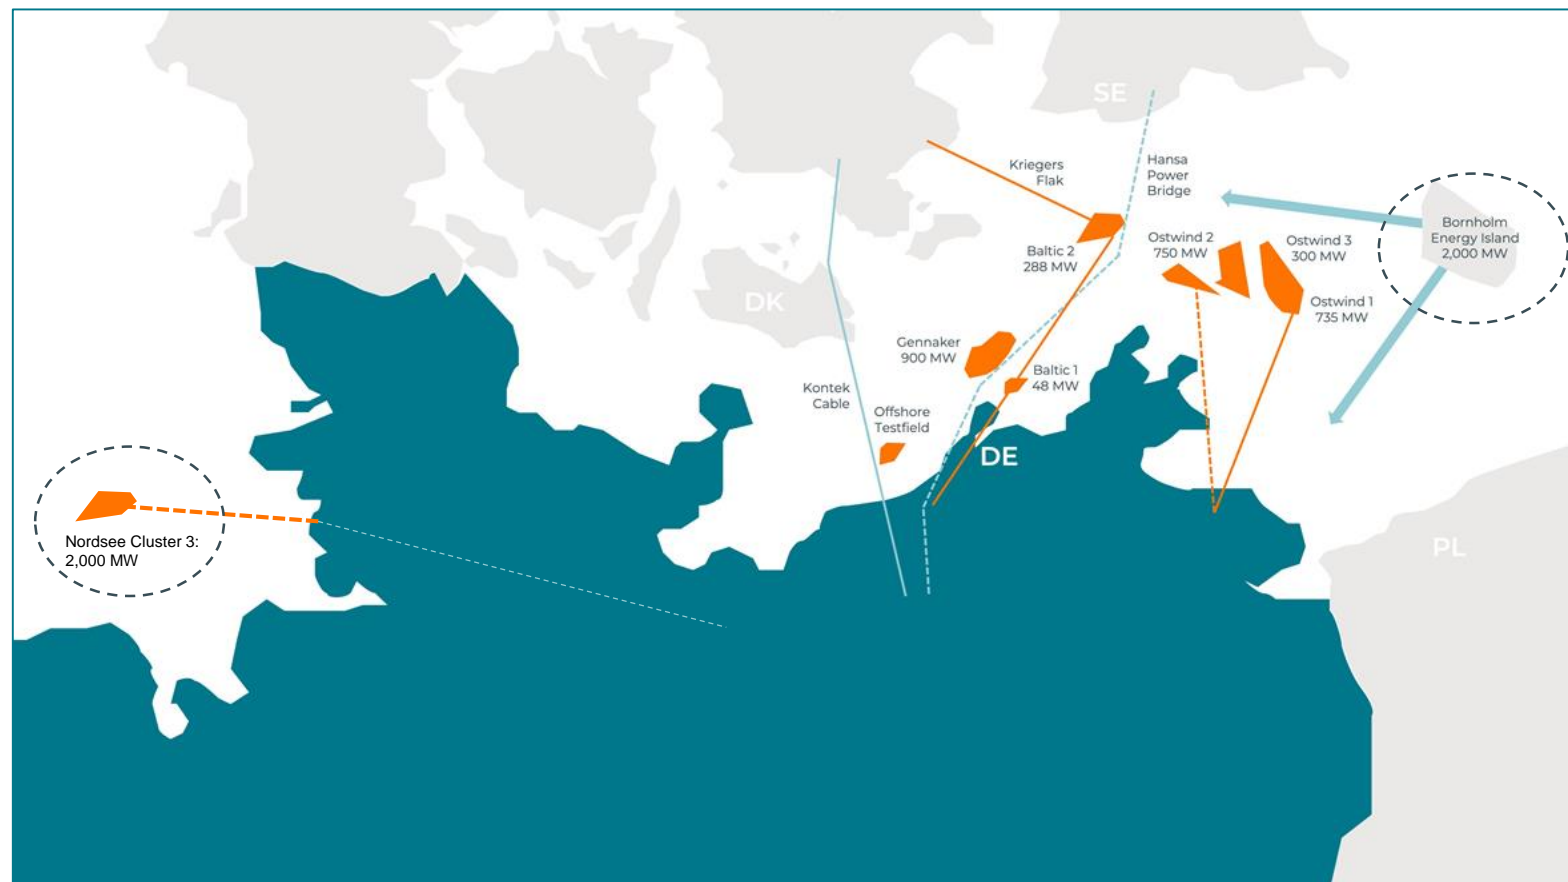 SE
Kriegers
Flak
Hansa
Power
Bridge
Bornholm
Energy Island
2,000 MW
Ostwind 2
750 MW
Ostwind 3
300 MW
Baltic 2
288 MW
DK
Ostwind 1
735 MW
Gennaker
900 MW
Baltic 1
48 MW
Kontek
Cable
Offshore
Testfield
DE
Nordsee Cluster 3:
2,000 MW
PL